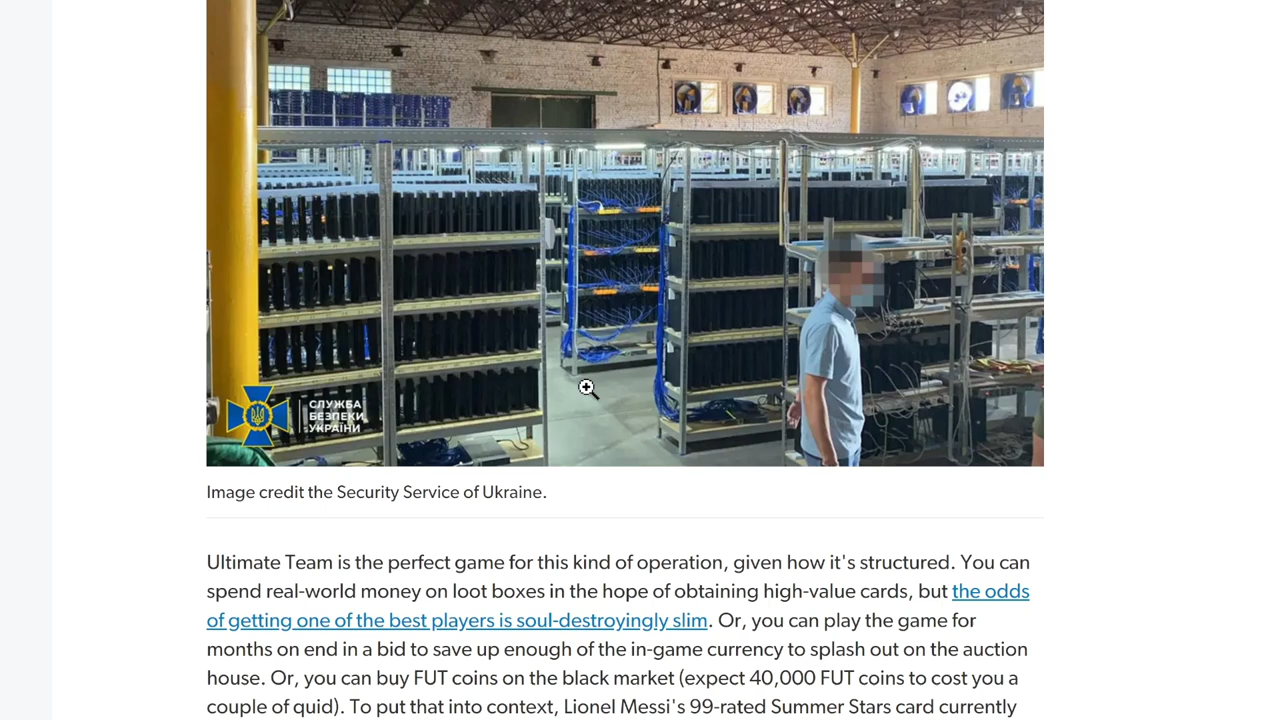 СЛУЖБА
БЕЗПЕКИ
УКРАЇНИ
Image credit the Security Service of Ukraine.
Ultimate Team is the perfect game for this kind of operation, given how it's structured. You can
spend real-world money on loot boxes in the hope of obtaining high-value cards, but the odds
of getting one of the best players is soul-destroyingly slim. Or, you can play the game for
months on end in a bid to save up enough of the in-game currency to splash out on the auction
house. Or, you can buy FUT coins on the black market (expect 40,000 FUT coins to cost you a
couple of quid). To put that into context, Lionel Messi's 99-rated Summer Stars card currently